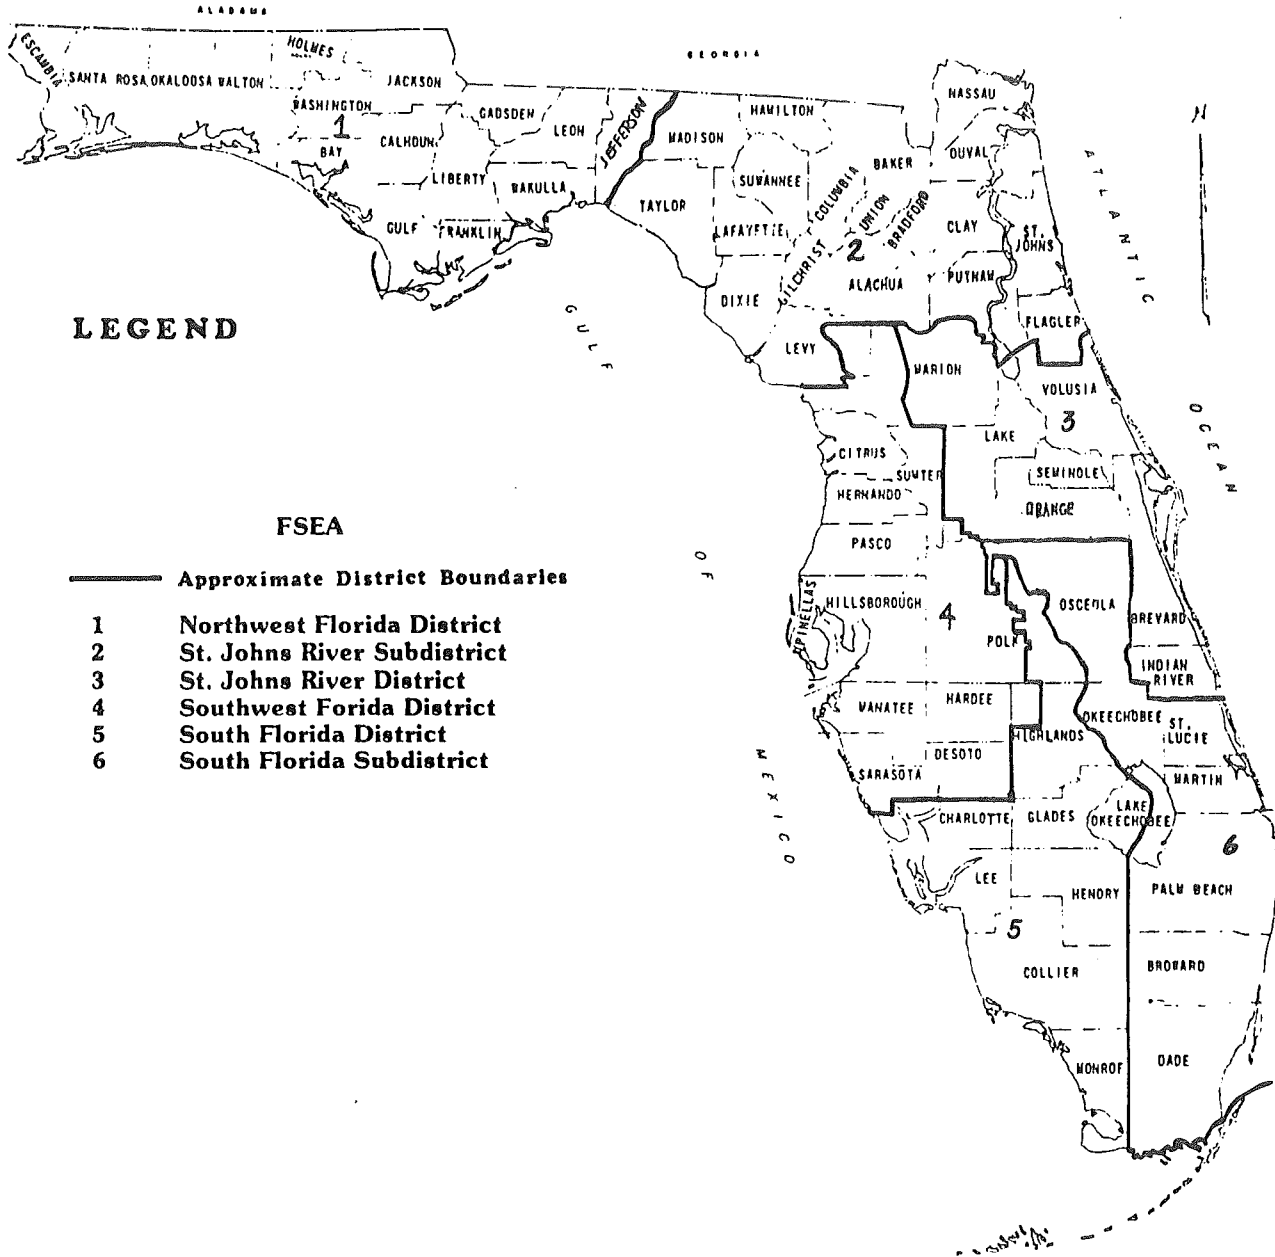 ALABAMA
GEORGIA
ESCAMBIA
SANTA ROSA
OKALOOSA
WALTON
HOLMES
JACKSON
WASHINGTON
1
BAY
CALHOUN
GADSDEN
LEON
JEFFERSON
LIBERTY
WAKULLA
GULF
FRANKLIN
MADISON
HAMILTON
TAYLOR
SUWANNEE
LAFAYETTE
DIXIE
COLUMBIA
GILCHRIST
BAKER
UNION
BRADFORD
2
ALACHUA
LEVY
NASSAU
DUVAL
CLAY
ST.
JOHNS
PUTNAM
FLAGLER
N
ATLANTIC
OCEAN
GULF
OF
MEXICO
LEGEND
MARION
VOLUSIA
3
LAKE
CITRUS
SUMTER
SEMINOLE
HERNANDO
ORANGE
PASCO
PINELLAS
HILLSBOROUGH
4
POLK
OSCEOLA
BREVARD
INDIAN
RIVER
MANATEE
HARDEE
HIGHLANDS
OKEECHOBEE
ST.
LUCIE
SARASOTA
DESOTO
MARTIN
CHARLOTTE
GLADES
LAKE
OKEECHOBEE
6
LEE
HENDRY
PALM BEACH
5
COLLIER
BROWARD
MONROE
DADE
FSEA
Approximate District Boundaries
1 Northwest Florida District
2 St. Johns River Subdistrict
3 St. Johns River District
4 Southwest Forida District
5 South Florida District
6 South Florida Subdistrict